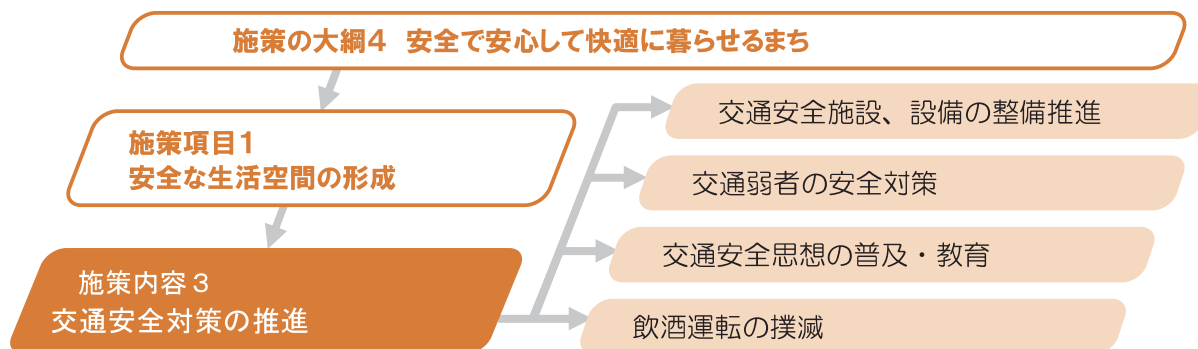 施策の大綱４ 安全で安心して快適に暮らせるまち
施策項目１
安全な生活空間の形成
施策内容３
交通安全対策の推進
交通安全施設、設備の整備推進
交通弱者の安全対策
交通安全思想の普及・教育
飲酒運転の撲滅